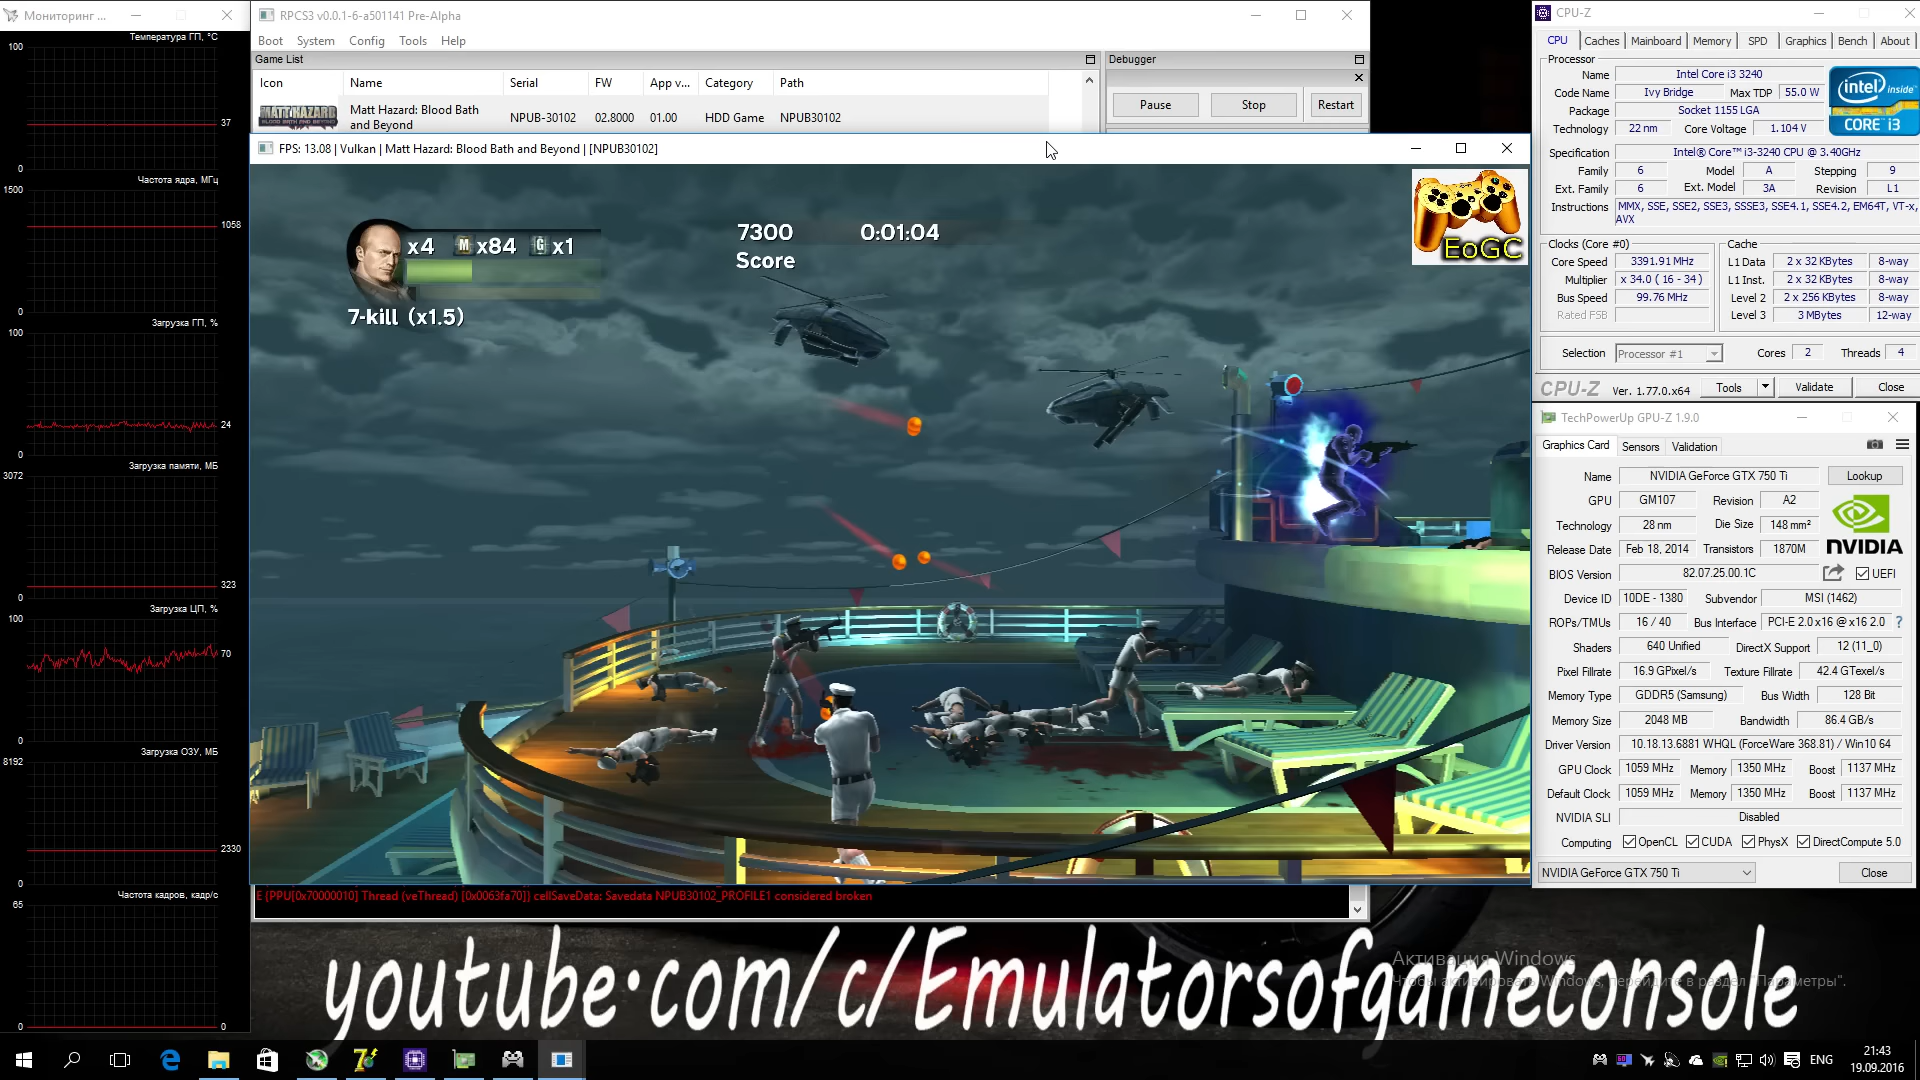 Мониторинг ...
Температура ГП, °C
100
37
0
Частота ядра, МГц
1500
1058
0
Загрузка ГП, %
100
24
0
Загрузка памяти, МБ
3072
323
0
Загрузка ЦП, %
100
70
0
Загрузка ОЗУ, МБ
8192
2330
0
Частота кадров, кадр/с
65
0
0
RPCS3 v0.0.1-6-a501141 Pre-Alpha
Boot System Config Tools Help
Game List
Icon Name Serial FW App v... Category Path
MATT HAZARD
Matt Hazard: Blood Bath and Beyond NPUB-30102 02.8000 01.00 HDD Game NPUB30102
Debugger
Pause Stop Restart
FPS: 13.08 | Vulkan | Matt Hazard: Blood Bath and Beyond | [NPUB30102]
x4 M x84 G x1
7-kill (x1.5)
7300 0:01:04
Score
EoGC
E {PPU[0x70000010] Thread (veThread) [0x0063fa70]} cellSaveData: Savedata NPUB30102_PROFILE1 considered broken
youtube.com/c/Emulatorsofgameconsole
Активация Windows
Чтобы активировать Windows, перейдите в раздел "Параметры".
CPU-Z
CPU Caches Mainboard Memory SPD Graphics Bench About
Processor
Name Intel Core i3 3240
Code Name Ivy Bridge Max TDP 55.0 W
Package Socket 1155 LGA
Technology 22 nm Core Voltage 1.104 V
intel inside™
CORE™ i3
Specification Intel® Core™ i3-3240 CPU @ 3.40GHz
Family 6 Model A Stepping 9
Ext. Family 6 Ext. Model 3A Revision L1
Instructions MMX, SSE, SSE2, SSE3, SSSE3, SSE4.1, SSE4.2, EM64T, VT-x, AVX
Clocks (Core #0)
Core Speed 3391.91 MHz
Multiplier x 34.0 ( 16 - 34 )
Bus Speed 99.76 MHz
Rated FSB
Cache
L1 Data 2 x 32 KBytes 8-way
L1 Inst. 2 x 32 KBytes 8-way
Level 2 2 x 256 KBytes 8-way
Level 3 3 MBytes 12-way
Selection Processor #1 Cores 2 Threads 4
CPU-Z Ver. 1.77.0.x64 Tools Validate Close
TechPowerUp GPU-Z 1.9.0
Graphics Card Sensors Validation
Name NVIDIA GeForce GTX 750 Ti Lookup
GPU GM107 Revision A2
Technology 28 nm Die Size 148 mm²
Release Date Feb 18, 2014 Transistors 1870M
NVIDIA
BIOS Version 82.07.25.00.1C UEFI
Device ID 10DE - 1380 Subvendor MSI (1462)
ROPs/TMUs 16 / 40 Bus Interface PCI-E 2.0 x16 @ x16 2.0 ?
Shaders 640 Unified DirectX Support 12 (11_0)
Pixel Fillrate 16.9 GPixel/s Texture Fillrate 42.4 GTexel/s
Memory Type GDDR5 (Samsung) Bus Width 128 Bit
Memory Size 2048 MB Bandwidth 86.4 GB/s
Driver Version 10.18.13.6881 WHQL (ForceWare 368.81) / Win10 64
GPU Clock 1059 MHz Memory 1350 MHz Boost 1137 MHz
Default Clock 1059 MHz Memory 1350 MHz Boost 1137 MHz
NVIDIA SLI Disabled
Computing OpenCL CUDA PhysX DirectCompute 5.0
NVIDIA GeForce GTX 750 Ti Close
ENG
21:43
19.09.2016